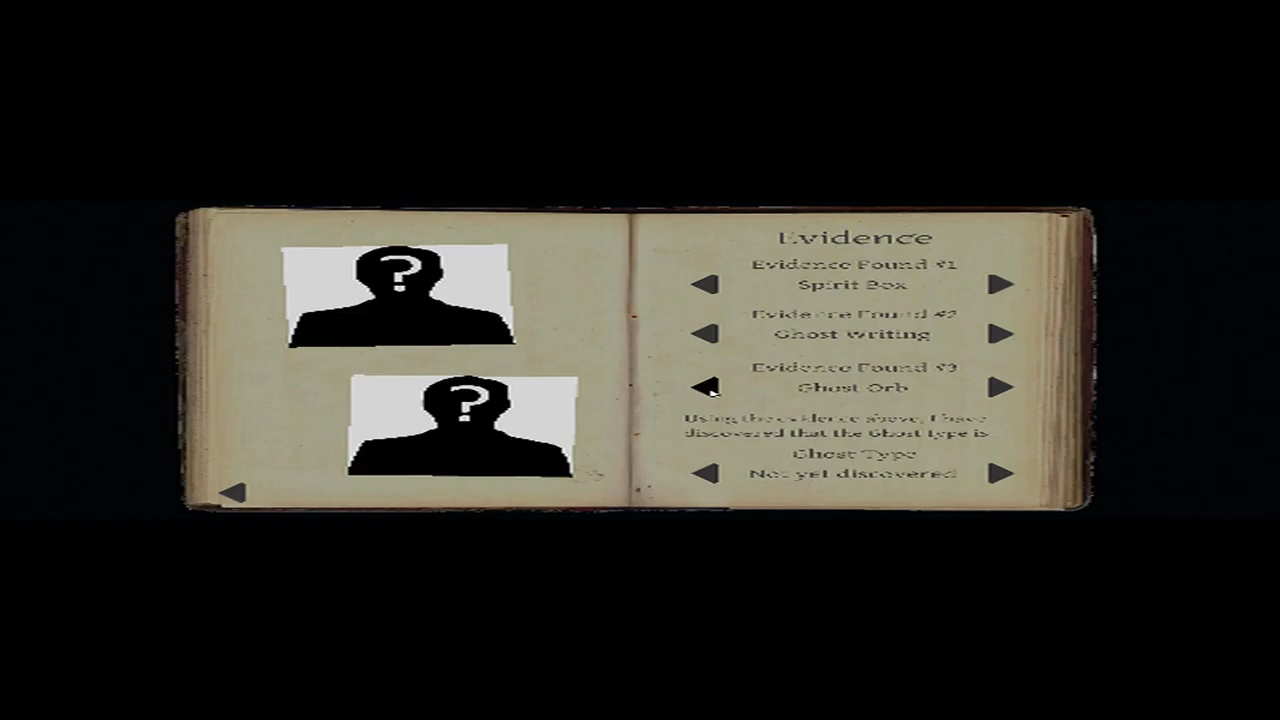 Evidence
Evidence Found #1
Spirit Box
Evidence Found #2
Ghost Writing
Evidence Found #3
Ghost Orb
Using the evidence above, I have
discovered that the Ghost type is
Ghost Type
Not yet discovered
?
?